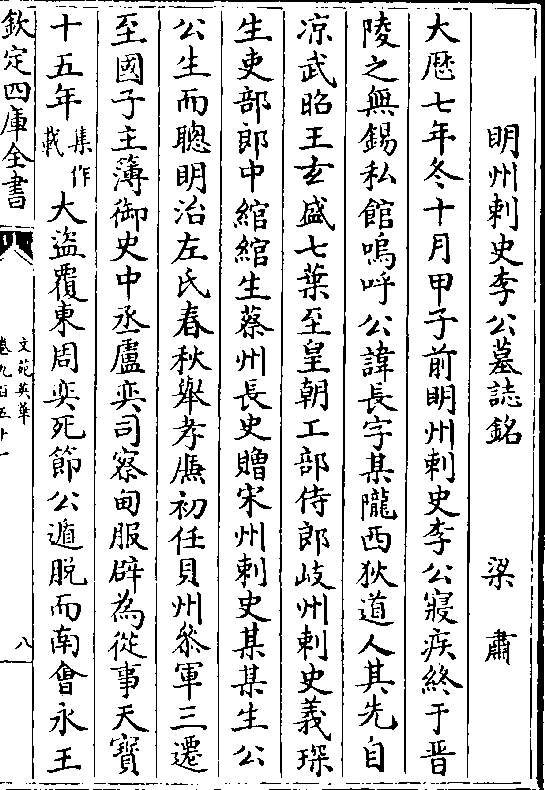 明州刺史李公墓誌銘　梁肅
大厯七年冬十月甲子前明州刺史李公寢疾終于晉
陵之無錫私館嗚呼公諱長字某隴西狄道人其先自
凉武昭王玄盛七葉至皇朝工部侍郎岐州刺史義琛
生吏部郎中綰綰生蔡州長史贈宋州刺史某某生公
公生而聰明治左氏春秋舉孝廉初任貝州叅軍三遷
至國子主簿御史中丞盧奕司察甸服辟為從事天寶
十五年集作載大盜覆東周奕死節公遁脫而南會永王
欽定四庫全書
文苑英華
卷九百五十一
八